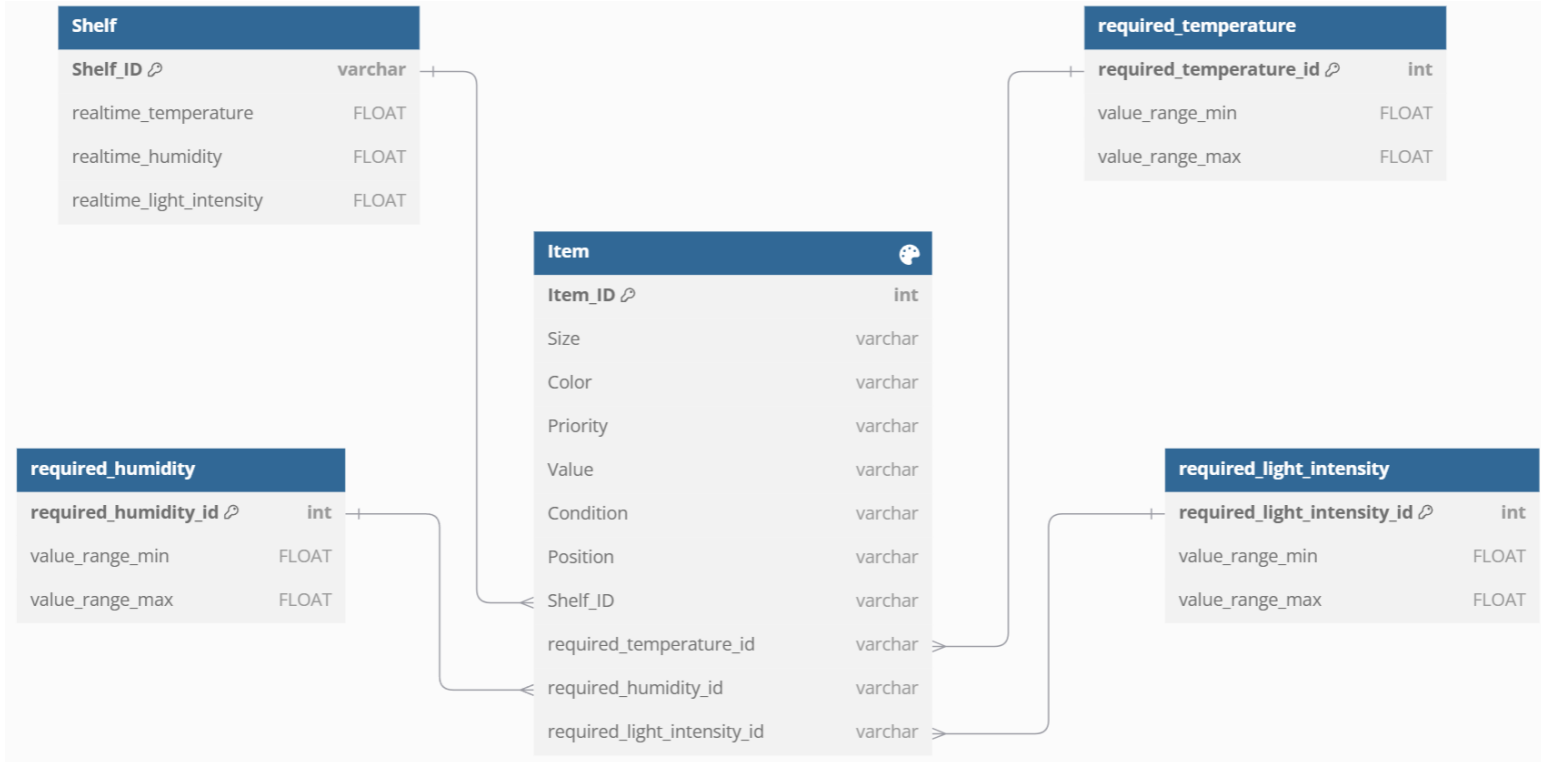 Shelf
Shelf_ID varchar
realtime_temperature FLOAT
realtime_humidity FLOAT
realtime_light_intensity FLOAT
required_temperature
required_temperature_id int
value_range_min FLOAT
value_range_max FLOAT
Item
Item_ID int
Size varchar
Color varchar
Priority varchar
Value varchar
Condition varchar
Position varchar
Shelf_ID varchar
required_temperature_id varchar
required_humidity_id varchar
required_light_intensity_id varchar
required_humidity
required_humidity_id int
value_range_min FLOAT
value_range_max FLOAT
required_light_intensity
required_light_intensity_id int
value_range_min FLOAT
value_range_max FLOAT